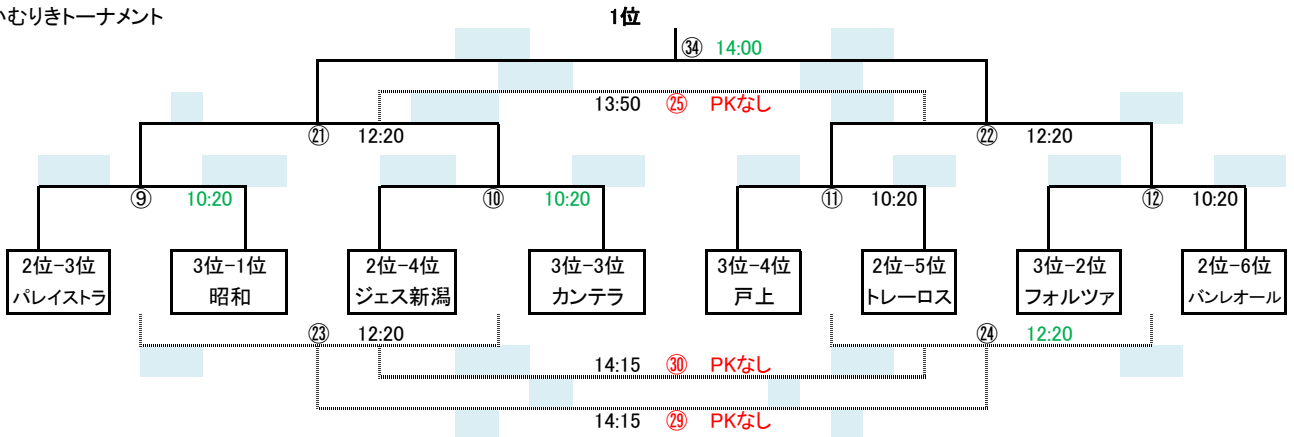 いむりきトーナメント
1位
㉞ 14:00
13:50 ㉕ PKなし
㉑ 12:20
㉒ 12:20
⑨ 10:20
⑩ 10:20
⑪ 10:20
⑫ 10:20
2位-3位
パレイストラ
3位-1位
昭和
2位-4位
ジェス新潟
3位-3位
カンテラ
3位-4位
戸上
2位-5位
トレーロス
3位-2位
フォルツァ
2位-6位
バンレオール
㉓ 12:20
㉔ 12:20
14:15 ㉚ PKなし
14:15 ㉙ PKなし